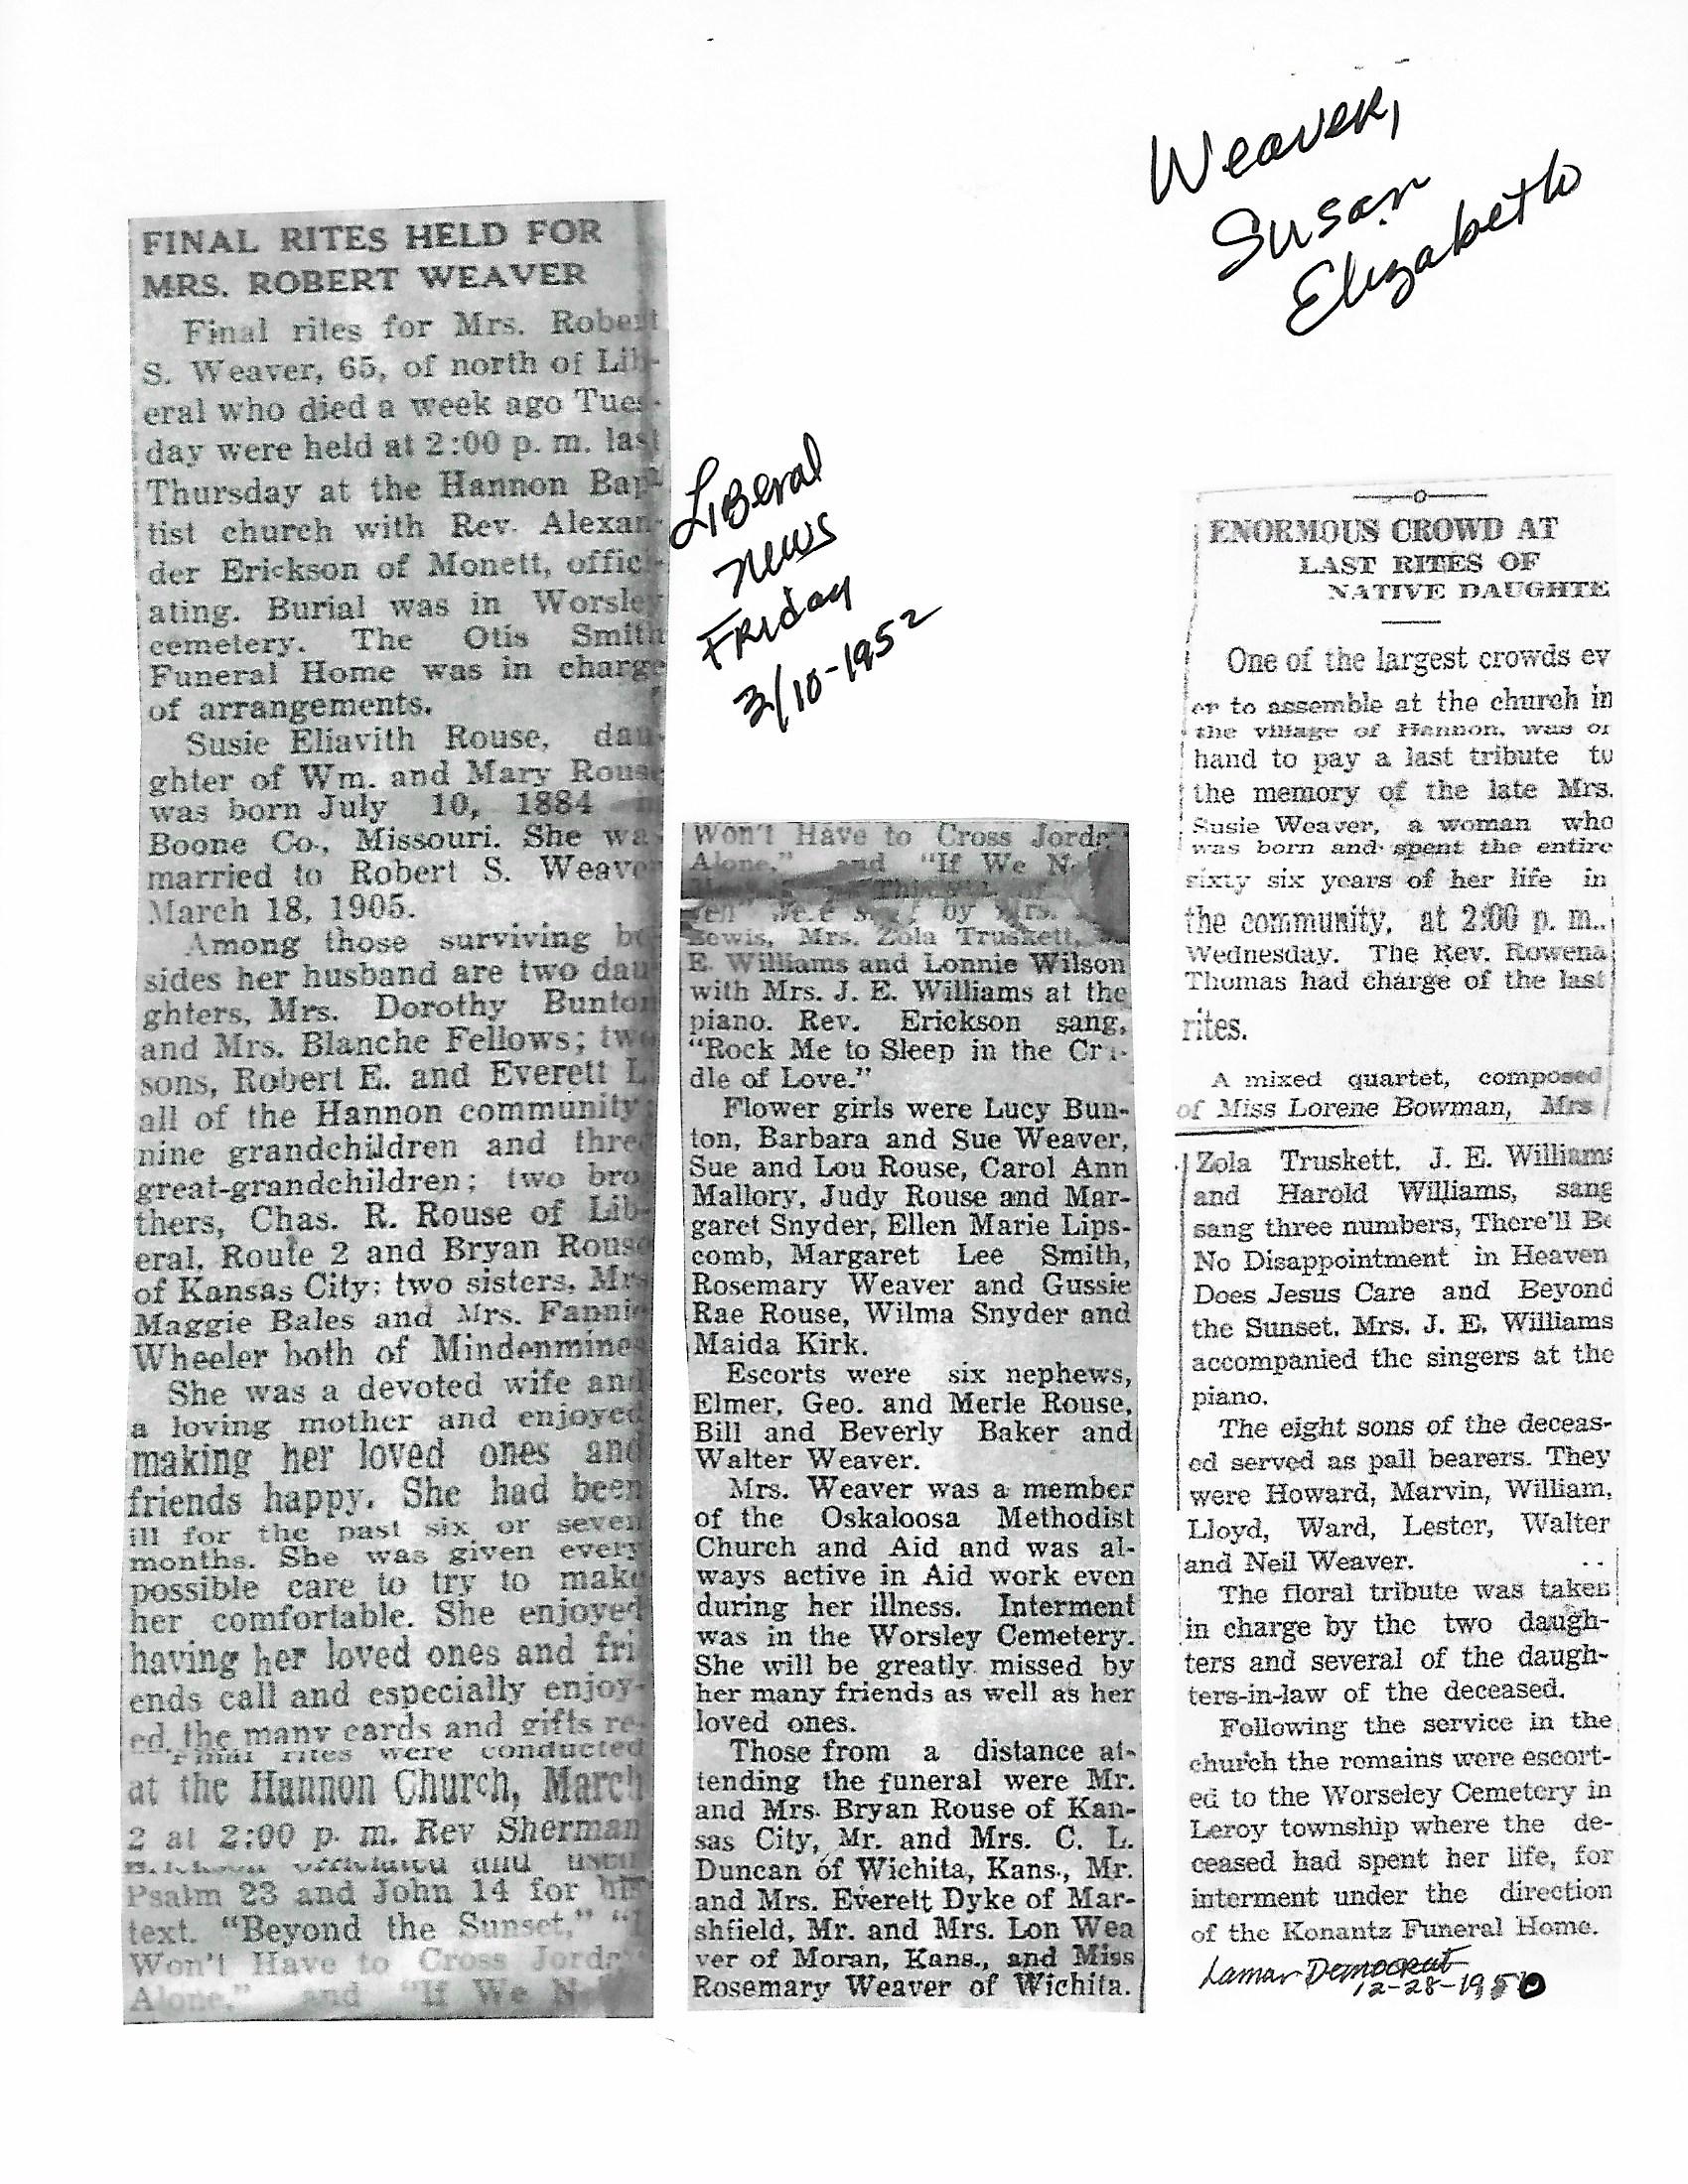 Weaver,
Susan
Elizabeth
FINAL RITES HELD FOR
MRS. ROBERT WEAVER
Final rites for Mrs. Robert
S. Weaver, 65, of north of Lib-
eral who died a week ago Tues-
day were held at 2:00 p. m. last
Thursday at the Hannon Bap-
tist church with Rev. Alexan-
der Erickson of Monett, offici-
ating. Burial was in Worsley
cemetery. The Otis Smith
Funeral Home was in charge
of arrangements.
Susie Eliavith Rouse, dau-
ghter of Wm. and Mary Rouse
was born July 10, 1884
Boone Co., Missouri. She wa
married to Robert S. Weave
March 18, 1905.
Among those surviving be
sides her husband are two dau
ghters, Mrs. Dorothy Bunton
and Mrs. Blanche Fellows; two
sons, Robert E. and Everett L.
all of the Hannon community;
nine grandchildren and three
great-grandchildren; two bro
thers, Chas. R. Rouse of Lib-
eral, Route 2 and Bryan Rouse
of Kansas City; two sisters, Mrs
Maggie Bales and Mrs. Fannie
Wheeler both of Mindenmines
She was a devoted wife and
a loving mother and enjoyed
making her loved ones and
friends happy. She had been
ill for the past six or seven
months. She was given every
possible care to try to make
her comfortable. She enjoyed
having her loved ones and fri
ends call and especially enjoy-
ed the many cards and gifts re-
Final rites were conducted
at the Hannon Church, March
2 at 2:00 p. m. Rev Sherman
officiated and used
Psalm 23 and John 14 for his
text. "Beyond the Sunset," "I
Won't Have to Cross Jorda
Alone," and "If We N
Liberal
News
Friday
3/10-1952
Won't Have to Cross Jorda
Alone," and "If We N
were by Mrs.
Lewis, Mrs. Zola Truskett,
E. Williams and Lonnie Wilson
with Mrs. J. E. Williams at the
piano. Rev. Erickson sang,
"Rock Me to Sleep in the Cra-
dle of Love."
Flower girls were Lucy Bun-
ton, Barbara and Sue Weaver,
Sue and Lou Rouse, Carol Ann
Mallory, Judy Rouse and Mar-
garet Snyder, Ellen Marie Lips-
comb, Margaret Lee Smith,
Rosemary Weaver and Gussie
Rae Rouse, Wilma Snyder and
Maida Kirk.
Escorts were six nephews,
Elmer, Geo. and Merle Rouse,
Bill and Beverly Baker and
Walter Weaver.
Mrs. Weaver was a member
of the Oskaloosa Methodist
Church and Aid and was al-
ways active in Aid work even
during her illness. Interment
was in the Worsley Cemetery.
She will be greatly missed by
her many friends as well as her
loved ones.
Those from a distance at-
tending the funeral were Mr.
and Mrs. Bryan Rouse of Kan-
sas City, Mr. and Mrs. C. L.
Duncan of Wichita, Kans., Mr.
and Mrs. Everett Dyke of Mar-
shfield, Mr. and Mrs. Lon Wea
ver of Moran, Kans., and Miss
Rosemary Weaver of Wichita.
ENORMOUS CROWD AT
LAST RITES OF
NATIVE DAUGHTE
One of the largest crowds ev
er to assemble at the church in
the village of Hannon, was or
hand to pay a last tribute to
the memory of the late Mrs.
Susie Weaver, a woman who
was born and spent the entire
sixty six years of her life in
the community, at 2:00 p. m.,
Wednesday. The Rev. Rowena
Thomas had charge of the last
rites.
A mixed quartet, composed
of Miss Lorene Bowman, Mrs
Zola Truskett, J. E. Williams
and Harold Williams, sang
sang three numbers, There'll Be
No Disappointment in Heaven
Does Jesus Care and Beyond
the Sunset. Mrs. J. E. Williams
accompanied the singers at the
piano.
The eight sons of the deceas-
ed served as pall bearers. They
were Howard, Marvin, William,
Lloyd, Ward, Lester, Walter
and Neil Weaver.
The floral tribute was taken
in charge by the two daugh-
ters and several of the daugh-
ters-in-law of the deceased.
Following the service in the
church the remains were escort-
ed to the Worseley Cemetery in
Leroy township where the de-
ceased had spent her life, for
interment under the direction
of the Konantz Funeral Home.
Lamar Democrat
12-28-1950